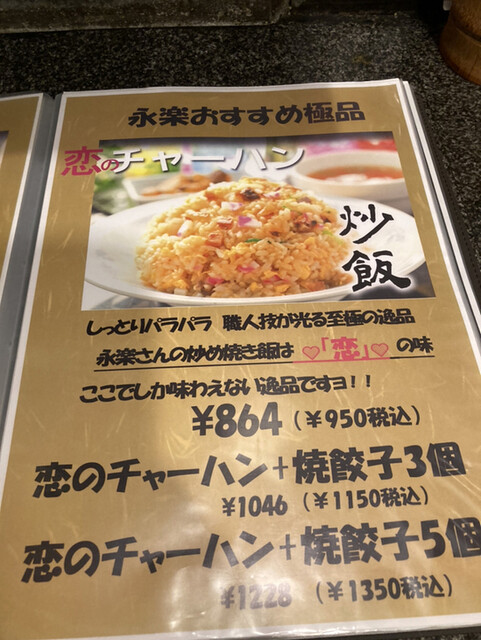 永楽おすすめ極品
恋のチャーハン
炒飯
しっとりパラパラ 職人技が光る至極の逸品
永楽さんの炒め焼き飯は ♡「恋」♡ の味
ここでしか味わえない逸品ですヨ!!
¥864(¥950税込)
恋のチャーハン+焼餃子3個
¥1046(¥1150税込)
恋のチャーハン+焼餃子5個
¥1228(¥1350税込)